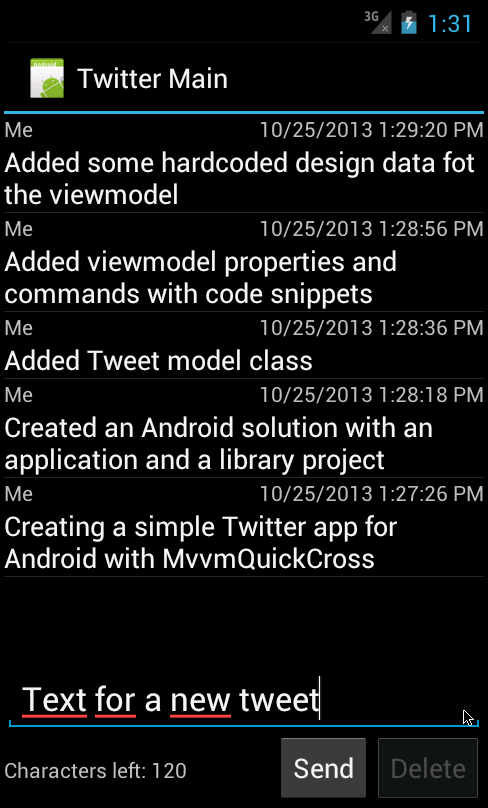 3G 1:31
Twitter Main
Me 10/25/2013 1:29:20 PM
Added some hardcoded design data fot
the viewmodel
Me 10/25/2013 1:28:56 PM
Added viewmodel properties and
commands with code snippets
Me 10/25/2013 1:28:36 PM
Added Tweet model class
Me 10/25/2013 1:28:18 PM
Created an Android solution with an
application and a library project
Me 10/25/2013 1:27:26 PM
Creating a simple Twitter app for
Android with MvvmQuickCross
Text for a new tweet
Characters left: 120 Send Delete